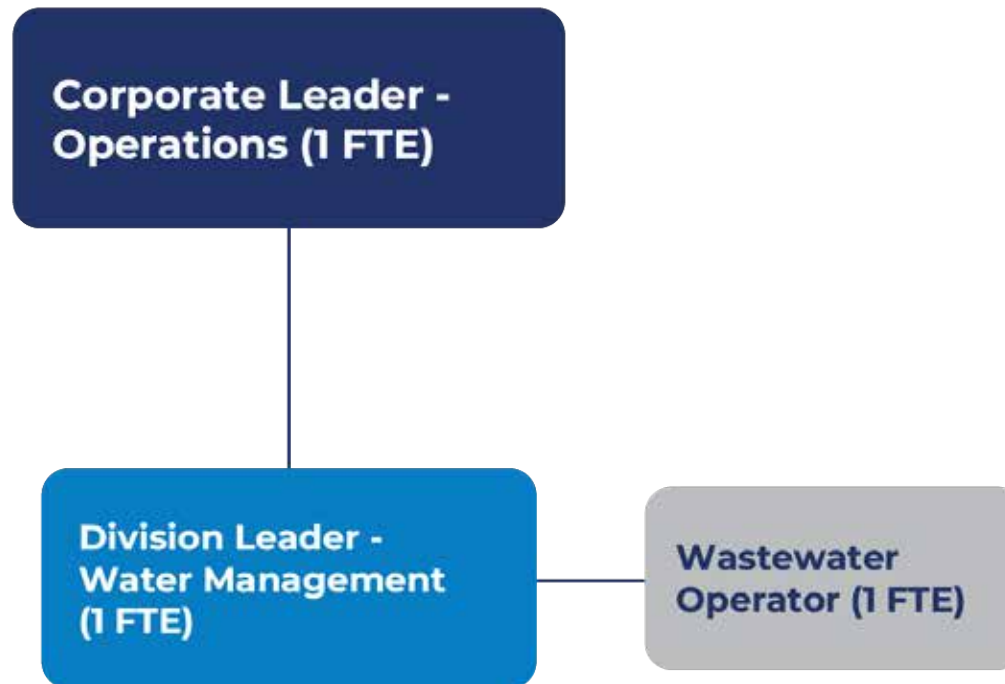 Corporate Leader -
Operations (1 FTE)
Division Leader -
Water Management
(1 FTE)
Wastewater
Operator (1 FTE)